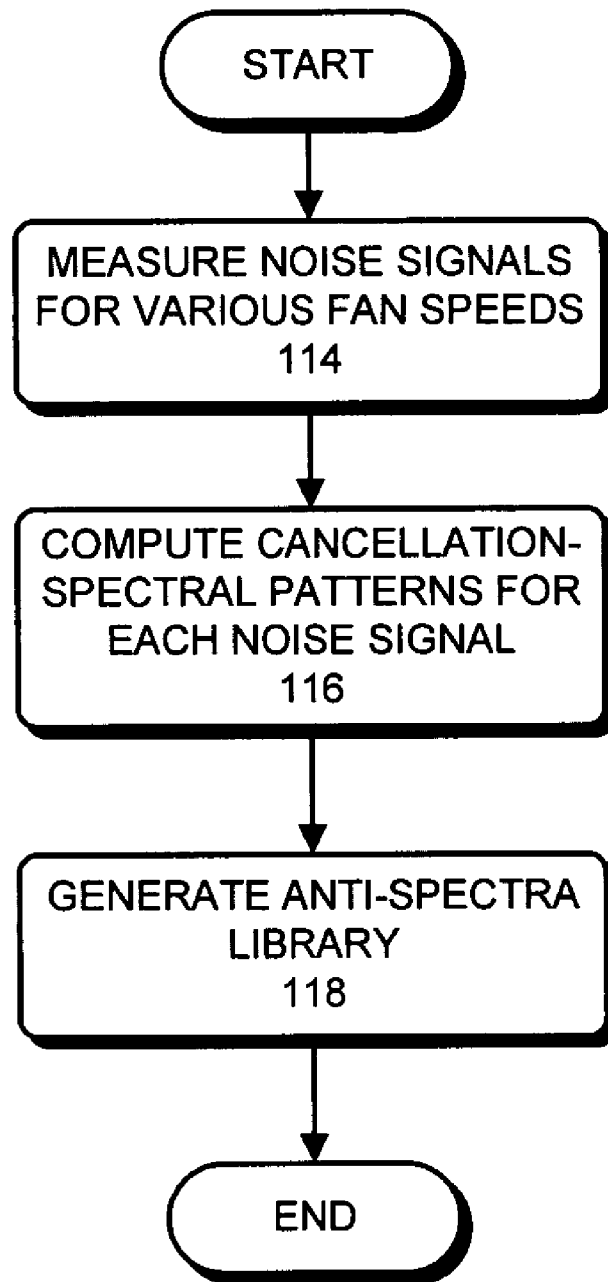 START
MEASURE NOISE SIGNALS
FOR VARIOUS FAN SPEEDS
114
COMPUTE CANCELLATION-
SPECTRAL PATTERNS FOR
EACH NOISE SIGNAL
116
GENERATE ANTI-SPECTRA
LIBRARY
118
END